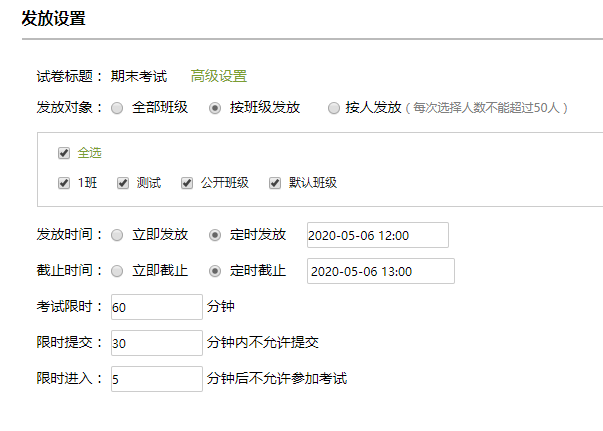 发放设置
试卷标题： 期末考试 高级设置
发放对象： 全部班级 按班级发放 按人发放（每次选择人数不能超过50人）
全选
1班 测试 公开班级 默认班级
发放时间： 立即发放 定时发放 2020-05-06 12:00
截止时间： 立即截止 定时截止 2020-05-06 13:00
考试限时： 60 分钟
限时提交： 30 分钟内不允许提交
限时进入： 5 分钟后不允许参加考试